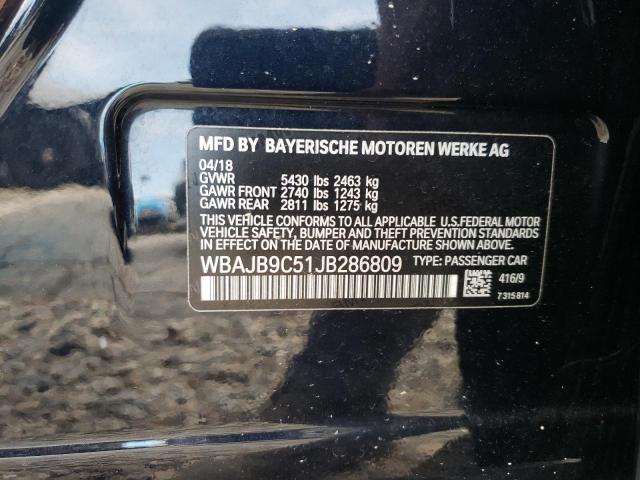 MFD BY BAYERISCHE MOTOREN WERKE AG
04/18
GVWR 5430 lbs 2463 kg
GAWR FRONT 2740 lbs 1243 kg
GAWR REAR 2811 lbs 1275 kg
THIS VEHICLE CONFORMS TO ALL APPLICABLE U.S.FEDERAL MOTOR
VEHICLE SAFETY, BUMPER, AND THEFT PREVENTION STANDARDS
IN EFFECT ON THE DATE OF MANUFACTURE SHOWN ABOVE.
WBAJB9C51JB286809 TYPE: PASSENGER CAR
416/9
7315814